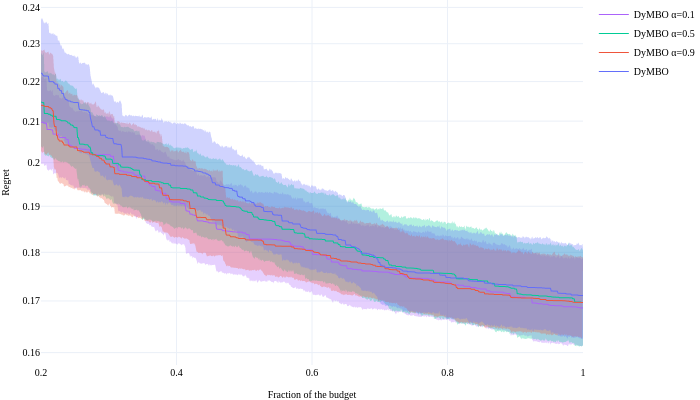 0.24
0.23
0.22
0.21
0.2
0.19
0.18
0.17
0.16
Regret
0.2 0.4 0.6 0.8 1
Fraction of the budget
DyMBO α=0.1
DyMBO α=0.5
DyMBO α=0.9
DyMBO